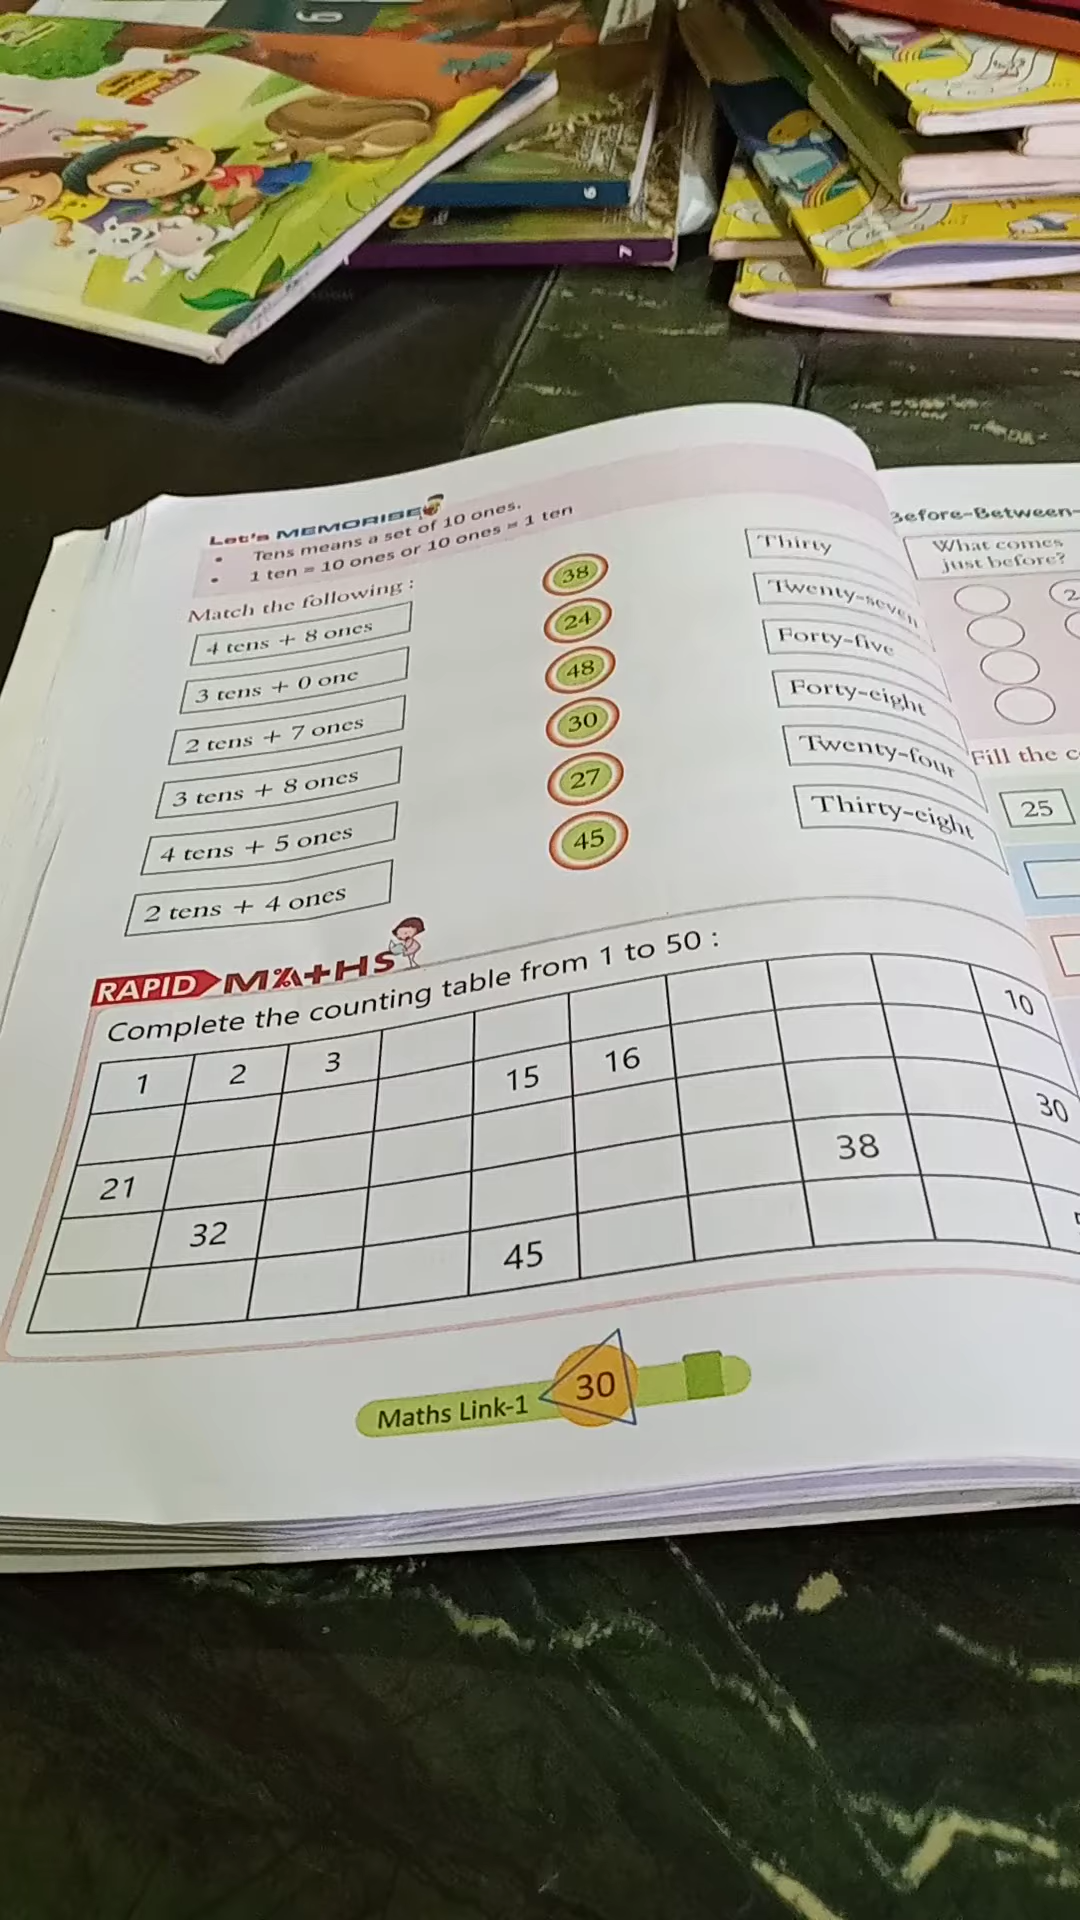 6
7
Let's MEMORISE
• Tens means a set of 10 ones.
• 1 ten = 10 ones or 10 ones = 1 ten
Match the following :
4 tens + 8 ones 38 Thirty
3 tens + 0 one 24 Twenty-seven
2 tens + 7 ones 48 Forty-five
3 tens + 8 ones 30 Forty-eight
4 tens + 5 ones 27 Twenty-four
2 tens + 4 ones 45 Thirty-eight
RAPID MATHS
Complete the counting table from 1 to 50 :
1 2 3 10
15 16
21 30
32 38
45
Maths Link-1 30
Before-Between-
What comes
just before?
2
Fill the
25